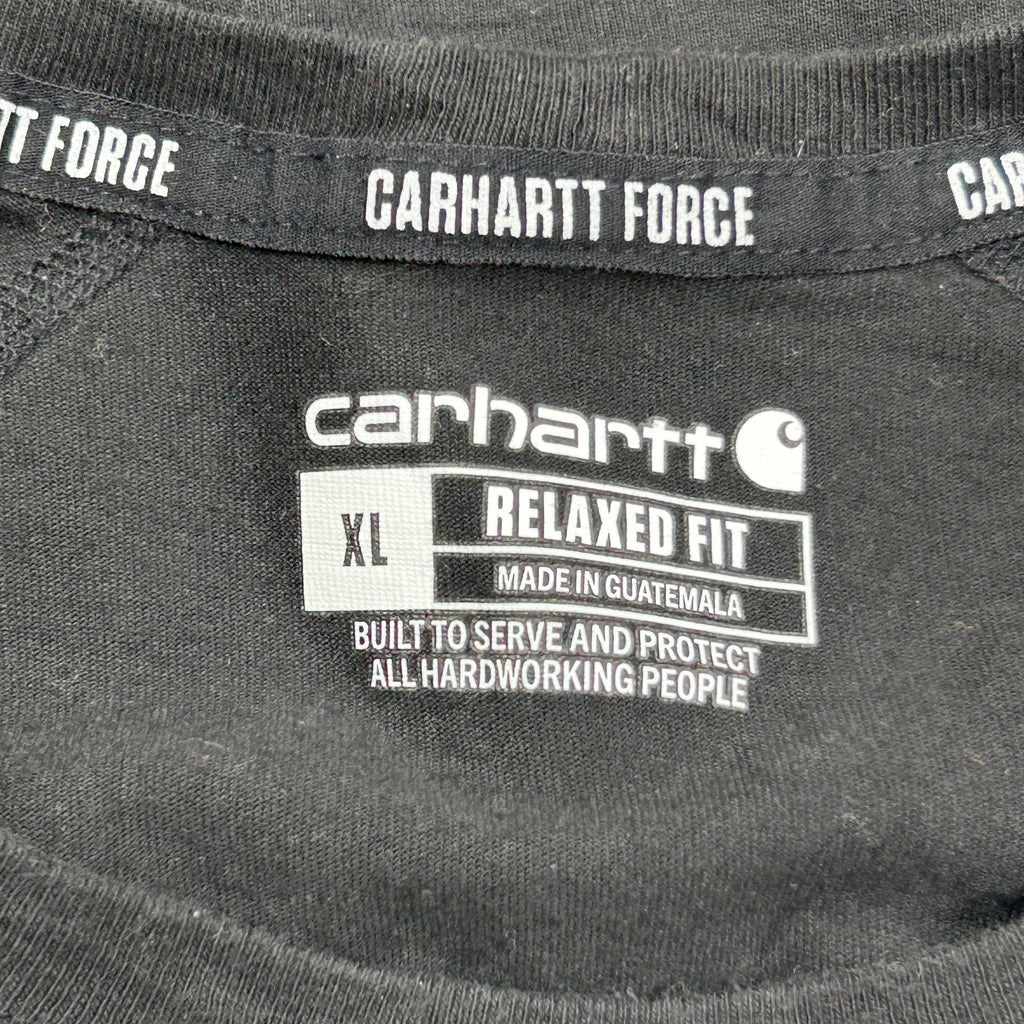 TT FORCE CARHARTT FORCE CAR
carhartt
XL RELAXED FIT
MADE IN GUATEMALA
BUILT TO SERVE AND PROTECT
ALL HARDWORKING PEOPLE